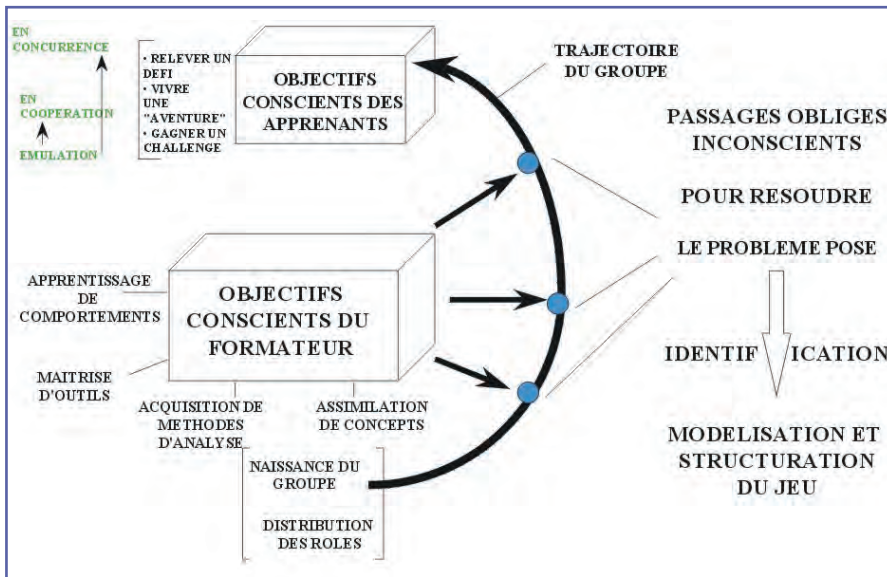 EN
CONCURRENCE
EN
COOPERATION
EMULATION
• RELEVER UN
DEFI
• VIVRE
UNE
"AVENTURE"
• GAGNER UN
CHALLENGE
OBJECTIFS
CONSCIENTS DES
APPRENANTS
TRAJECTOIRE
DU GROUPE
PASSAGES OBLIGES
INCONSCIENTS
POUR RESOUDRE
LE PROBLEME POSE
IDENTIFICATION
MODELISATION ET
STRUCTURATION
DU JEU
APPRENTISSAGE
DE
COMPORTEMENTS
OBJECTIFS
CONSCIENTS DU
FORMATEUR
MAITRISE
D'OUTILS
ACQUISITION DE
METHODES
D'ANALYSE
ASSIMILATION
DE CONCEPTS
NAISSANCE DU
GROUPE
DISTRIBUTION
DES ROLES